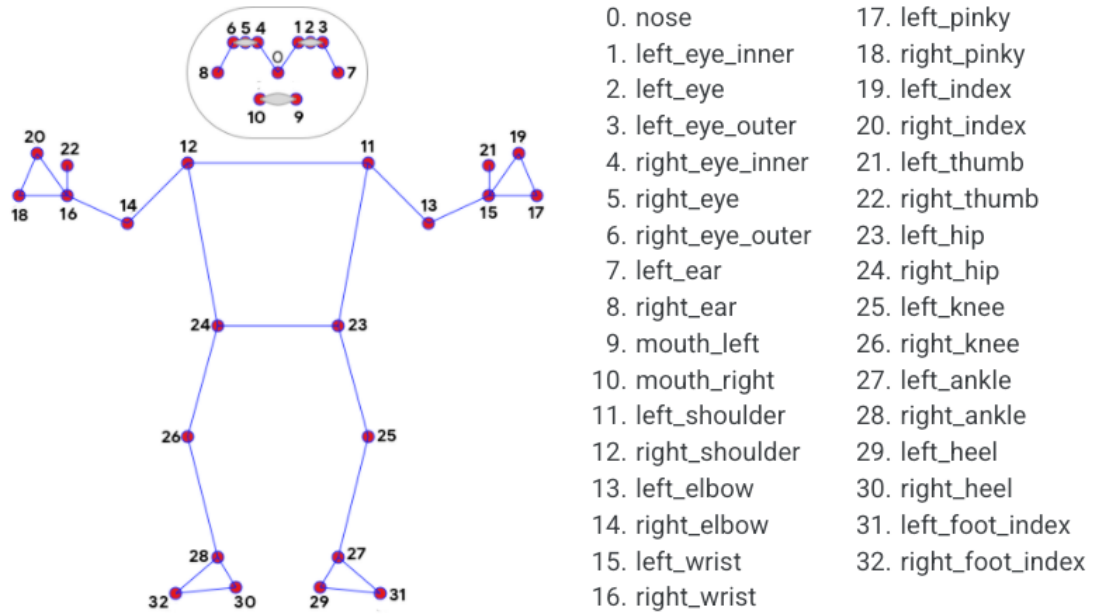 6 5 4 1 2 3
0
8 7
10 9
20 22 12 11 21 19
18 16 14 13 15 17
24 23
26 25
28 27
32 30 29 31
0. nose
1. left_eye_inner
2. left_eye
3. left_eye_outer
4. right_eye_inner
5. right_eye
6. right_eye_outer
7. left_ear
8. right_ear
9. mouth_left
10. mouth_right
11. left_shoulder
12. right_shoulder
13. left_elbow
14. right_elbow
15. left_wrist
16. right_wrist
17. left_pinky
18. right_pinky
19. left_index
20. right_index
21. left_thumb
22. right_thumb
23. left_hip
24. right_hip
25. left_knee
26. right_knee
27. left_ankle
28. right_ankle
29. left_heel
30. right_heel
31. left_foot_index
32. right_foot_index